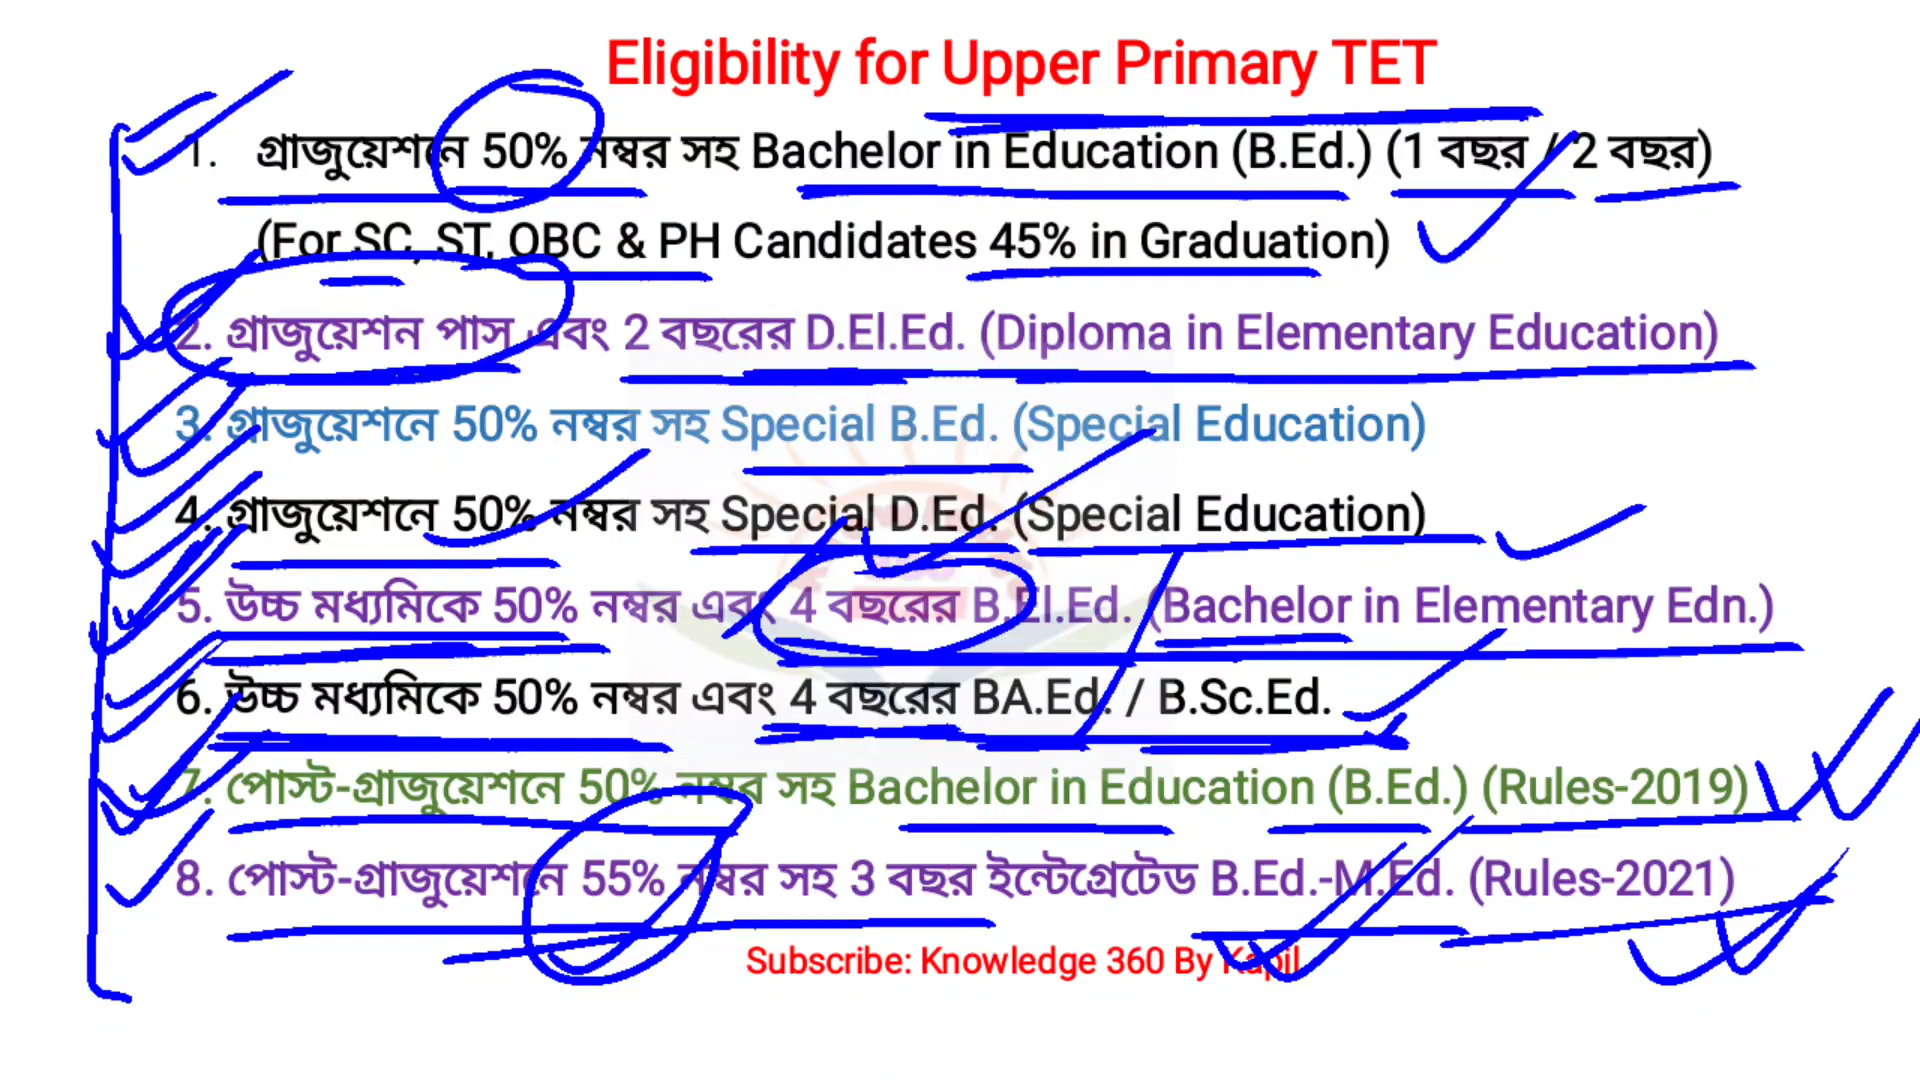 Eligibility for Upper Primary TET
1. গ্রাজুয়েশনে 50% নম্বর সহ Bachelor in Education (B.Ed.) (1 বছর / 2 বছর)
(For SC, ST, OBC & PH Candidates 45% in Graduation)
2. গ্রাজুয়েশন পাস এবং 2 বছরের D.El.Ed. (Diploma in Elementary Education)
3. গ্রাজুয়েশনে 50% নম্বর সহ Special B.Ed. (Special Education)
4. গ্রাজুয়েশনে 50% নম্বর সহ Special D.Ed. (Special Education)
5. উচ্চ মধ্যমিকে 50% নম্বর এবং 4 বছরের B.El.Ed. (Bachelor in Elementary Edn.)
6. উচ্চ মধ্যমিকে 50% নম্বর এবং 4 বছরের BA.Ed. / B.Sc.Ed.
7. পোস্ট-গ্রাজুয়েশনে 50% নম্বর সহ Bachelor in Education (B.Ed.) (Rules-2019)
8. পোস্ট-গ্রাজুয়েশনে 55% নম্বর সহ 3 বছর ইন্টেগ্রেটেড B.Ed.-M.Ed. (Rules-2021)
Subscribe: Knowledge 360 By Kapil